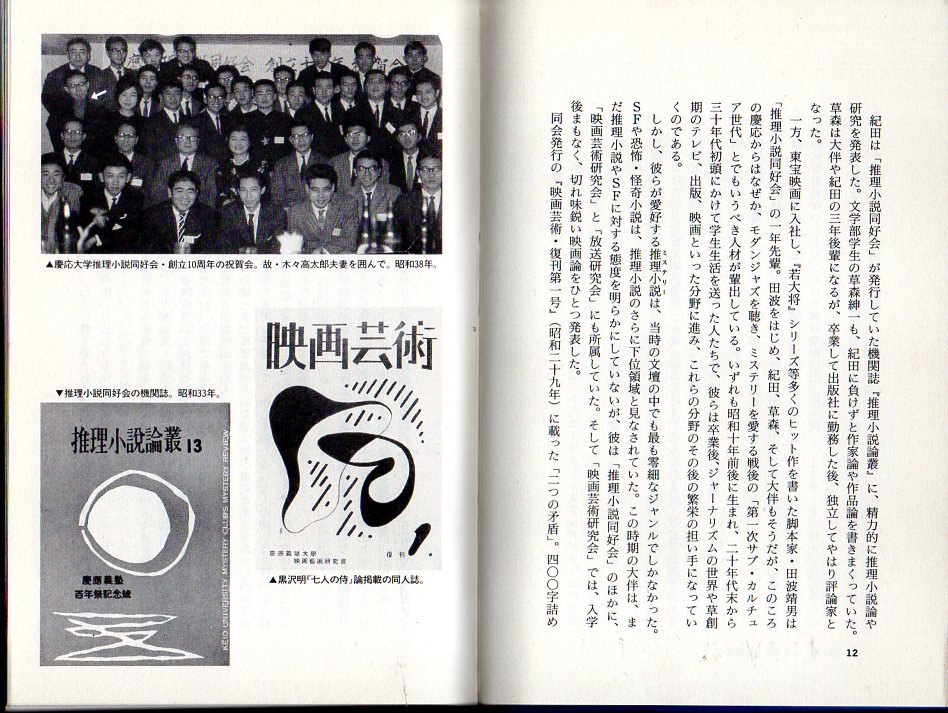 紀田は「推理小説同好会」が発行していた機関誌『推理小説論叢』に、精力的に推理小説論や
研究を発表した。文学部学生の草森紳一も、紀田に負けずと作家論や作品論を書きまくっていた。
草森は大伴や紀田の三年後輩になるが、卒業して出版社に勤務した後、独立してやはり評論家と
なった。
一方、東宝映画に入社し、『若大将』シリーズ等多くのヒット作を書いた脚本家・田波靖男は
「推理小説同好会」の一年先輩。田波をはじめ、紀田、草森、そして大伴もそうだが、このころ
の慶応からはなぜか、モダンジャズを聴き、ミステリーを愛する戦後の「第一次サブ・カルチュ
ア世代」とでもいうべき人材が輩出している。いずれも昭和十年前後に生まれ、二十年代末から
三十年代初頭にかけて学生生活を送った人たちで、彼らは卒業後、ジャーナリズムの世界や草創
期のテレビ、出版、映画といった分野に進み、これらの分野のその後の繁栄の担い手になってい
くのである。
しかし、彼らが愛好する推理小説は、当時の文壇の中でも最も零細なジャンルでしかなかった。
ミステリー
SFや恐怖・怪奇小説は、推理小説のさらに下位領域と見なされていた。この時期の大伴は、ま
だ推理小説やSFに対する態度を明らかにしていないが、彼は「推理小説同好会」のほかに、
「映画芸術研究会」と「放送研究会」にも所属していた。そして「映画芸術研究会」では、入学
後まもなく、切れ味鋭い映画論をひとつ発表した。
同会発行の『映画芸術・復刊第一号』(昭和二十九年)に載った「二つの矛盾」。四〇〇字詰め
12
▲慶応大学推理小説同好会・創立10周年の祝賀会。故・木々高太郎夫妻を囲んで。昭和38年。
映画芸術
1
慶應義塾大學
映画藝術研究會
復刊
▲黒沢明「七人の侍」論掲載の同人誌。
▼推理小説同好会の機関誌。昭和33年。
推理小説論叢13
慶應義塾
百年祭記念號
KEIO UNIVERSITY MYSTERY CLUB'S MYSTERY REVIEW